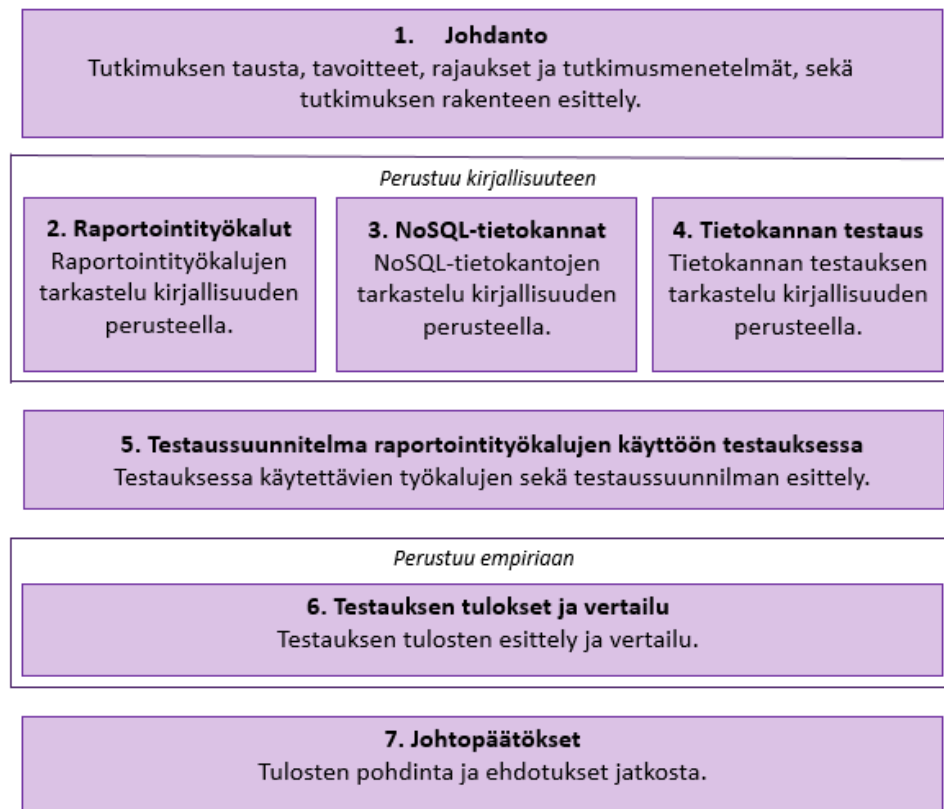 1. Johdanto
Tutkimuksen tausta, tavoitteet, rajaukset ja tutkimusmenetelmät, sekä
tutkimuksen rakenteen esittely.
Perustuu kirjallisuuteen
2. Raportointityökalut
Raportointityökalujen
tarkastelu kirjallisuuden
perusteella.
3. NoSQL-tietokannat
NoSQL-tietokantojen
tarkastelu kirjallisuuden
perusteella.
4. Tietokannan testaus
Tietokannan testauksen
tarkastelu kirjallisuuden
perusteella.
5. Testaussuunnitelma raportointityökalujen käyttöön testauksessa
Testauksessa käytettävien työkalujen sekä testaussuunnilman esittely.
Perustuu empiriaan
6. Testauksen tulokset ja vertailu
Testauksen tulosten esittely ja vertailu.
7. Johtopäätökset
Tulosten pohdinta ja ehdotukset jatkosta.